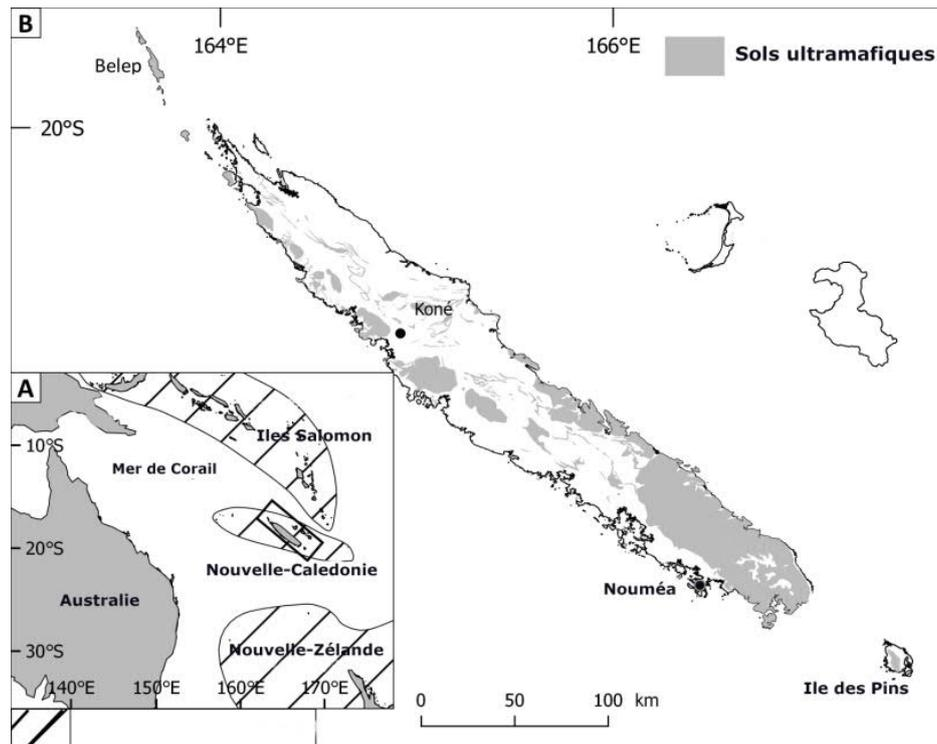 B
164°E
166°E
Sols ultramafiques
Belep
20°S
Koné
A
Iles Salomon
10°S
Mer de Corail
20°S
Nouvelle-Caledonie
Australie
Nouméa
Nouvelle-Zélande
30°S
140°E 150°E 160°E 170°E
Ile des Pins
0 50 100 km